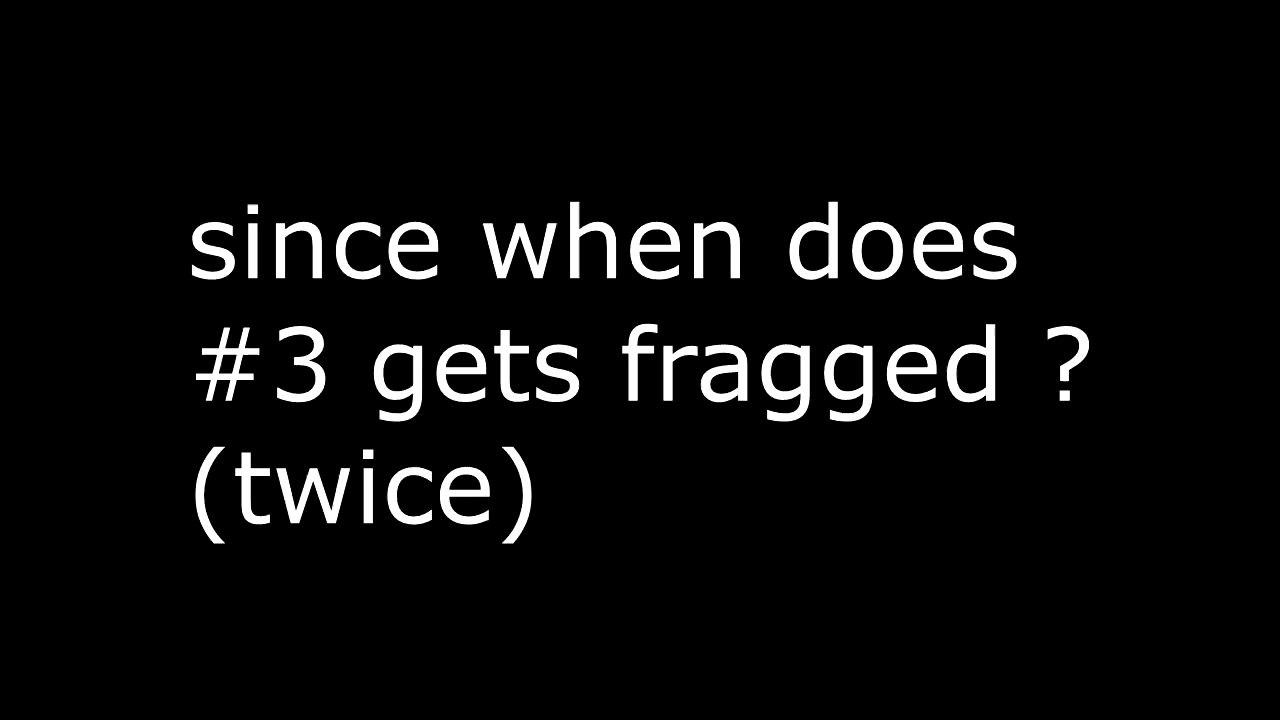 since when does
#3 gets fragged ?
(twice)